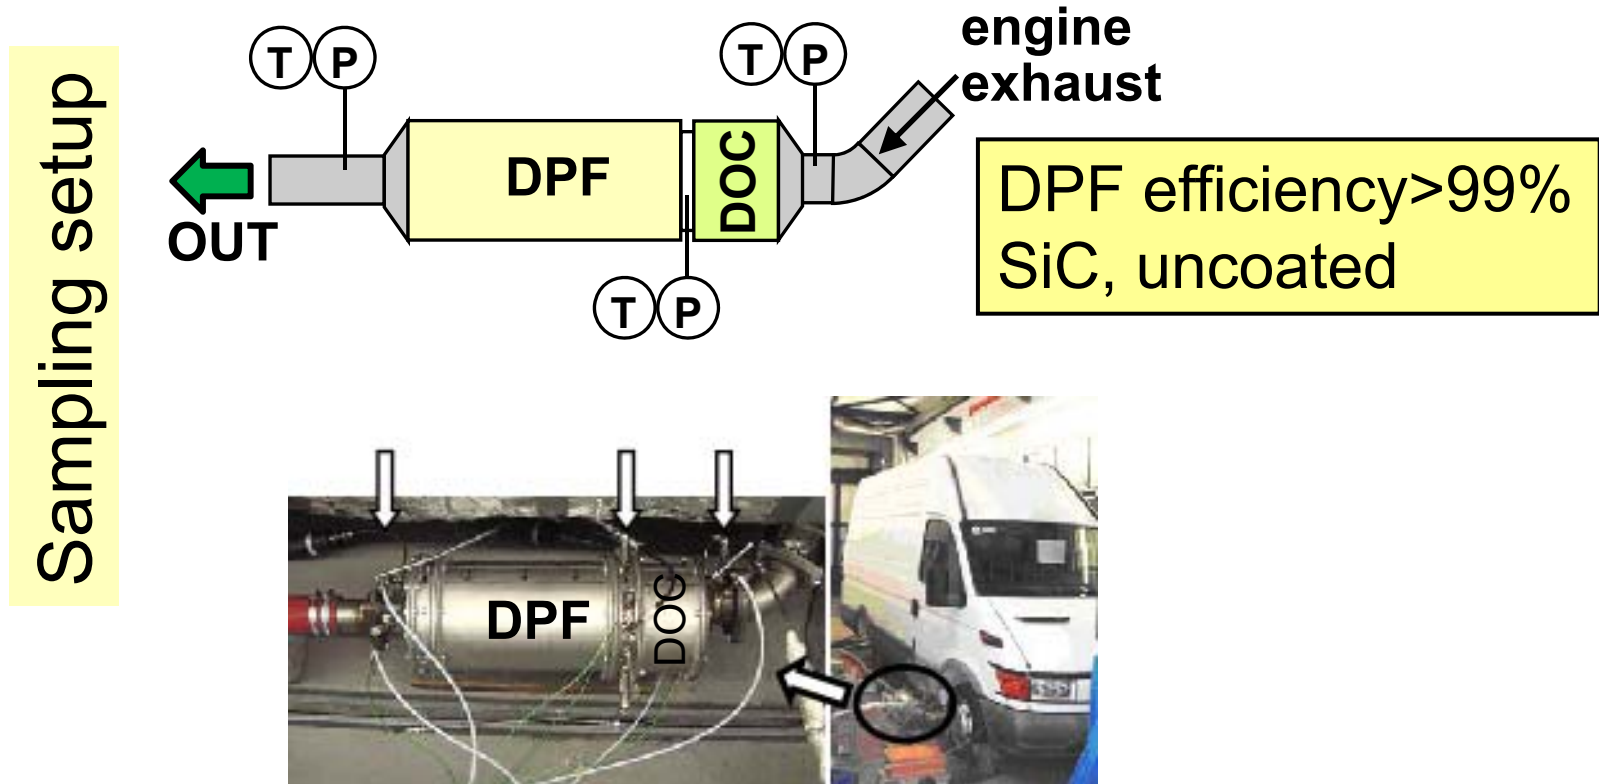 Sampling setup
T P
T P
engine
exhaust
DPF
DOC
OUT
T P
DPF efficiency>99%
SiC, uncoated
DPF
DOC